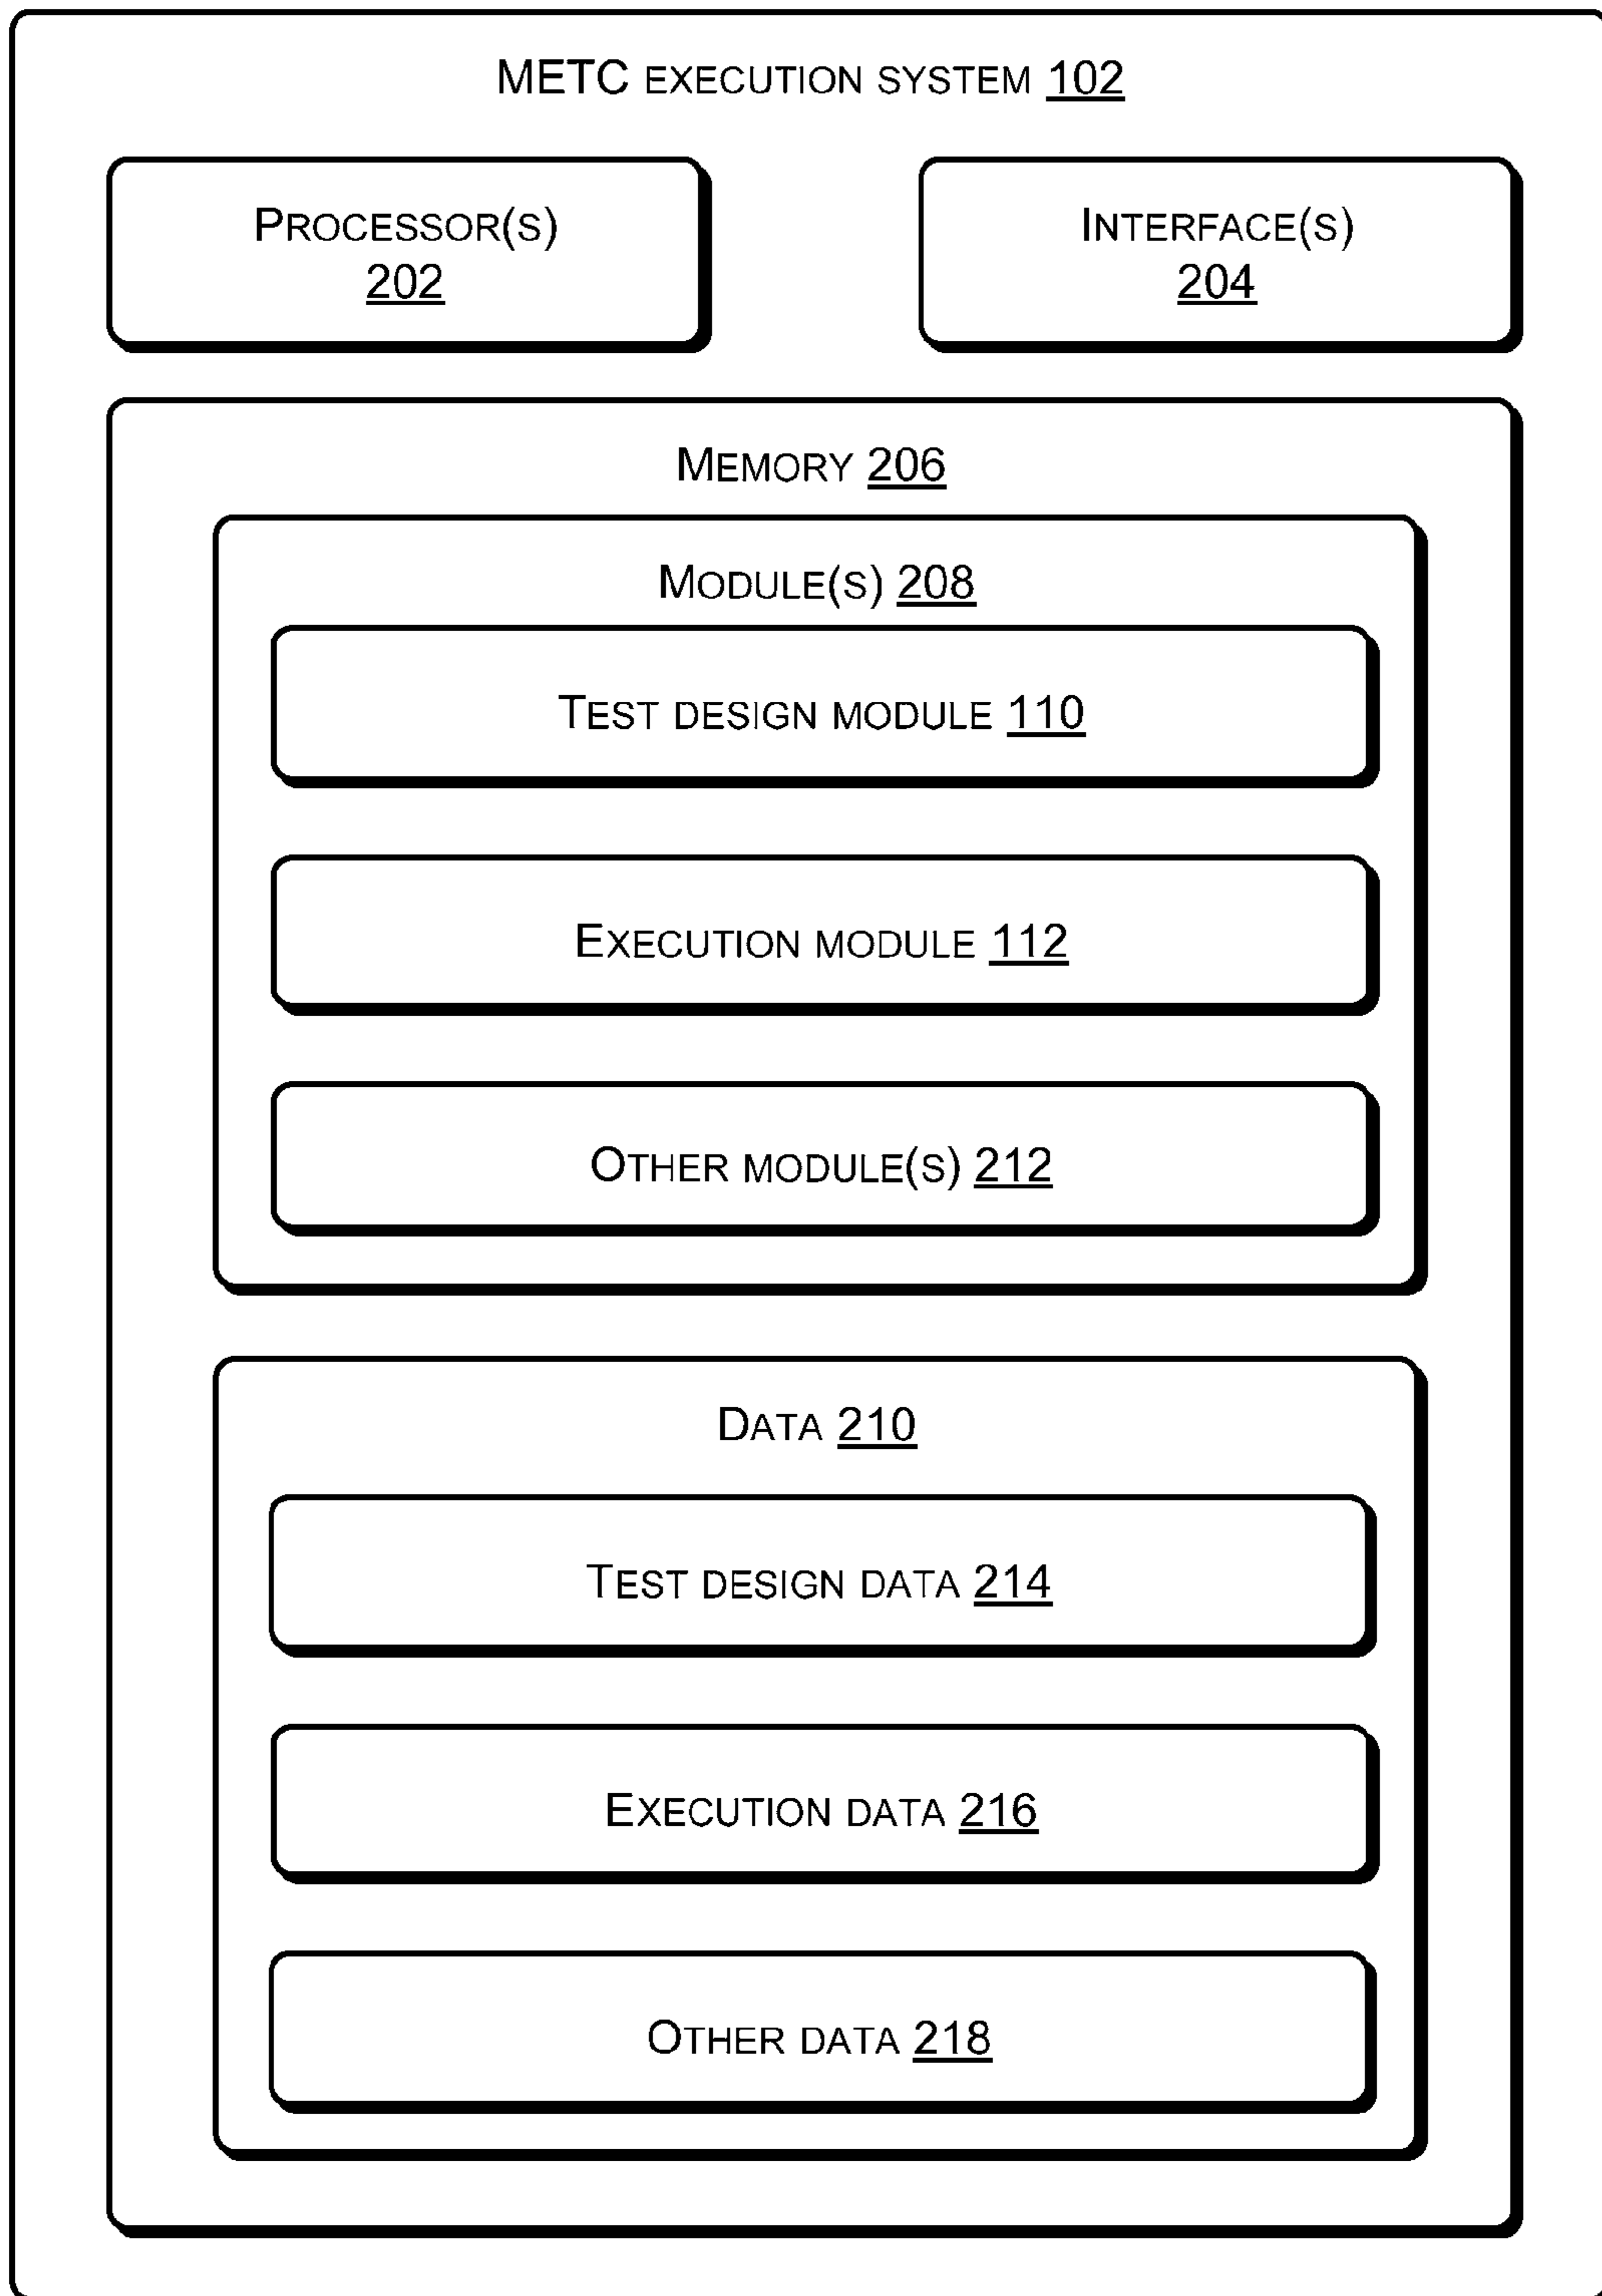 METC EXECUTION SYSTEM 102
PROCESSOR(S)
202
INTERFACE(S)
204
MEMORY 206
MODULE(S) 208
TEST DESIGN MODULE 110
EXECUTION MODULE 112
OTHER MODULE(S) 212
DATA 210
TEST DESIGN DATA 214
EXECUTION DATA 216
OTHER DATA 218